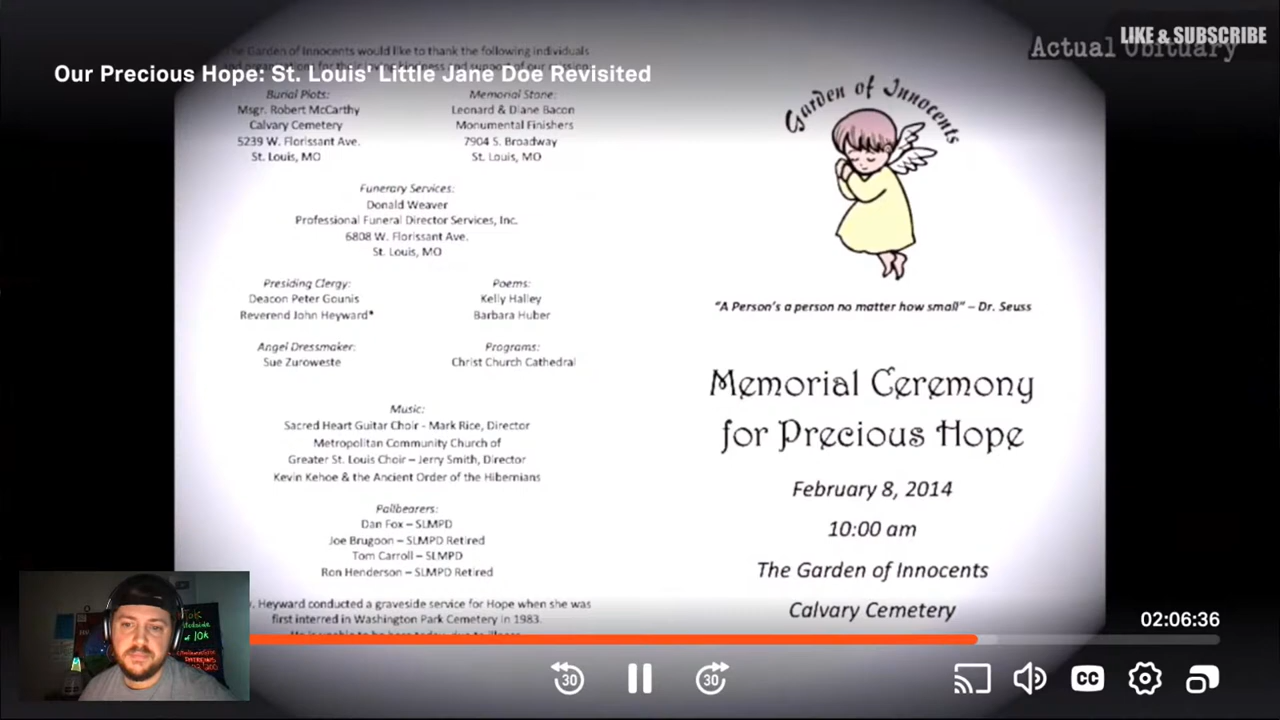 LIKE & SUBSCRIBE
Actual Obituary
The Garden of Innocents would like to thank the following individuals
Our Precious Hope: St. Louis' Little Jane Doe Revisited
Burial Plots:
Msgr. Robert McCarthy
Calvary Cemetery
5239 W. Florissant Ave.
St. Louis, MO
Memorial Stone:
Leonard & Diane Bacon
Monumental Finishers
7904 S. Broadway
St. Louis, MO
Funerary Services:
Donald Weaver
Professional Funeral Director Services, Inc.
6808 W. Florissant Ave.
St. Louis, MO
Presiding Clergy:
Deacon Peter Gounis
Reverend John Heyward*
Poems:
Kelly Halley
Barbara Huber
Angel Dressmaker:
Sue Zuroweste
Programs:
Christ Church Cathedral
Music:
Sacred Heart Guitar Choir - Mark Rice, Director
Metropolitan Community Church of
Greater St. Louis Choir – Jerry Smith, Director
Kevin Kehoe & the Ancient Order of the Hibernians
Pallbearers:
Dan Fox – SLMPD
Joe Brugoon – SLMPD Retired
Tom Carroll – SLMPD
Ron Henderson – SLMPD Retired
. Heyward conducted a graveside service for Hope when she was
first interred in Washington Park Cemetery in 1983.
Garden of Innocents
"A Person's a person no matter how small" – Dr. Seuss
Memorial Ceremony
for Precious Hope
February 8, 2014
10:00 am
The Garden of Innocents
Calvary Cemetery
02:06:36
30
30
CC
10k